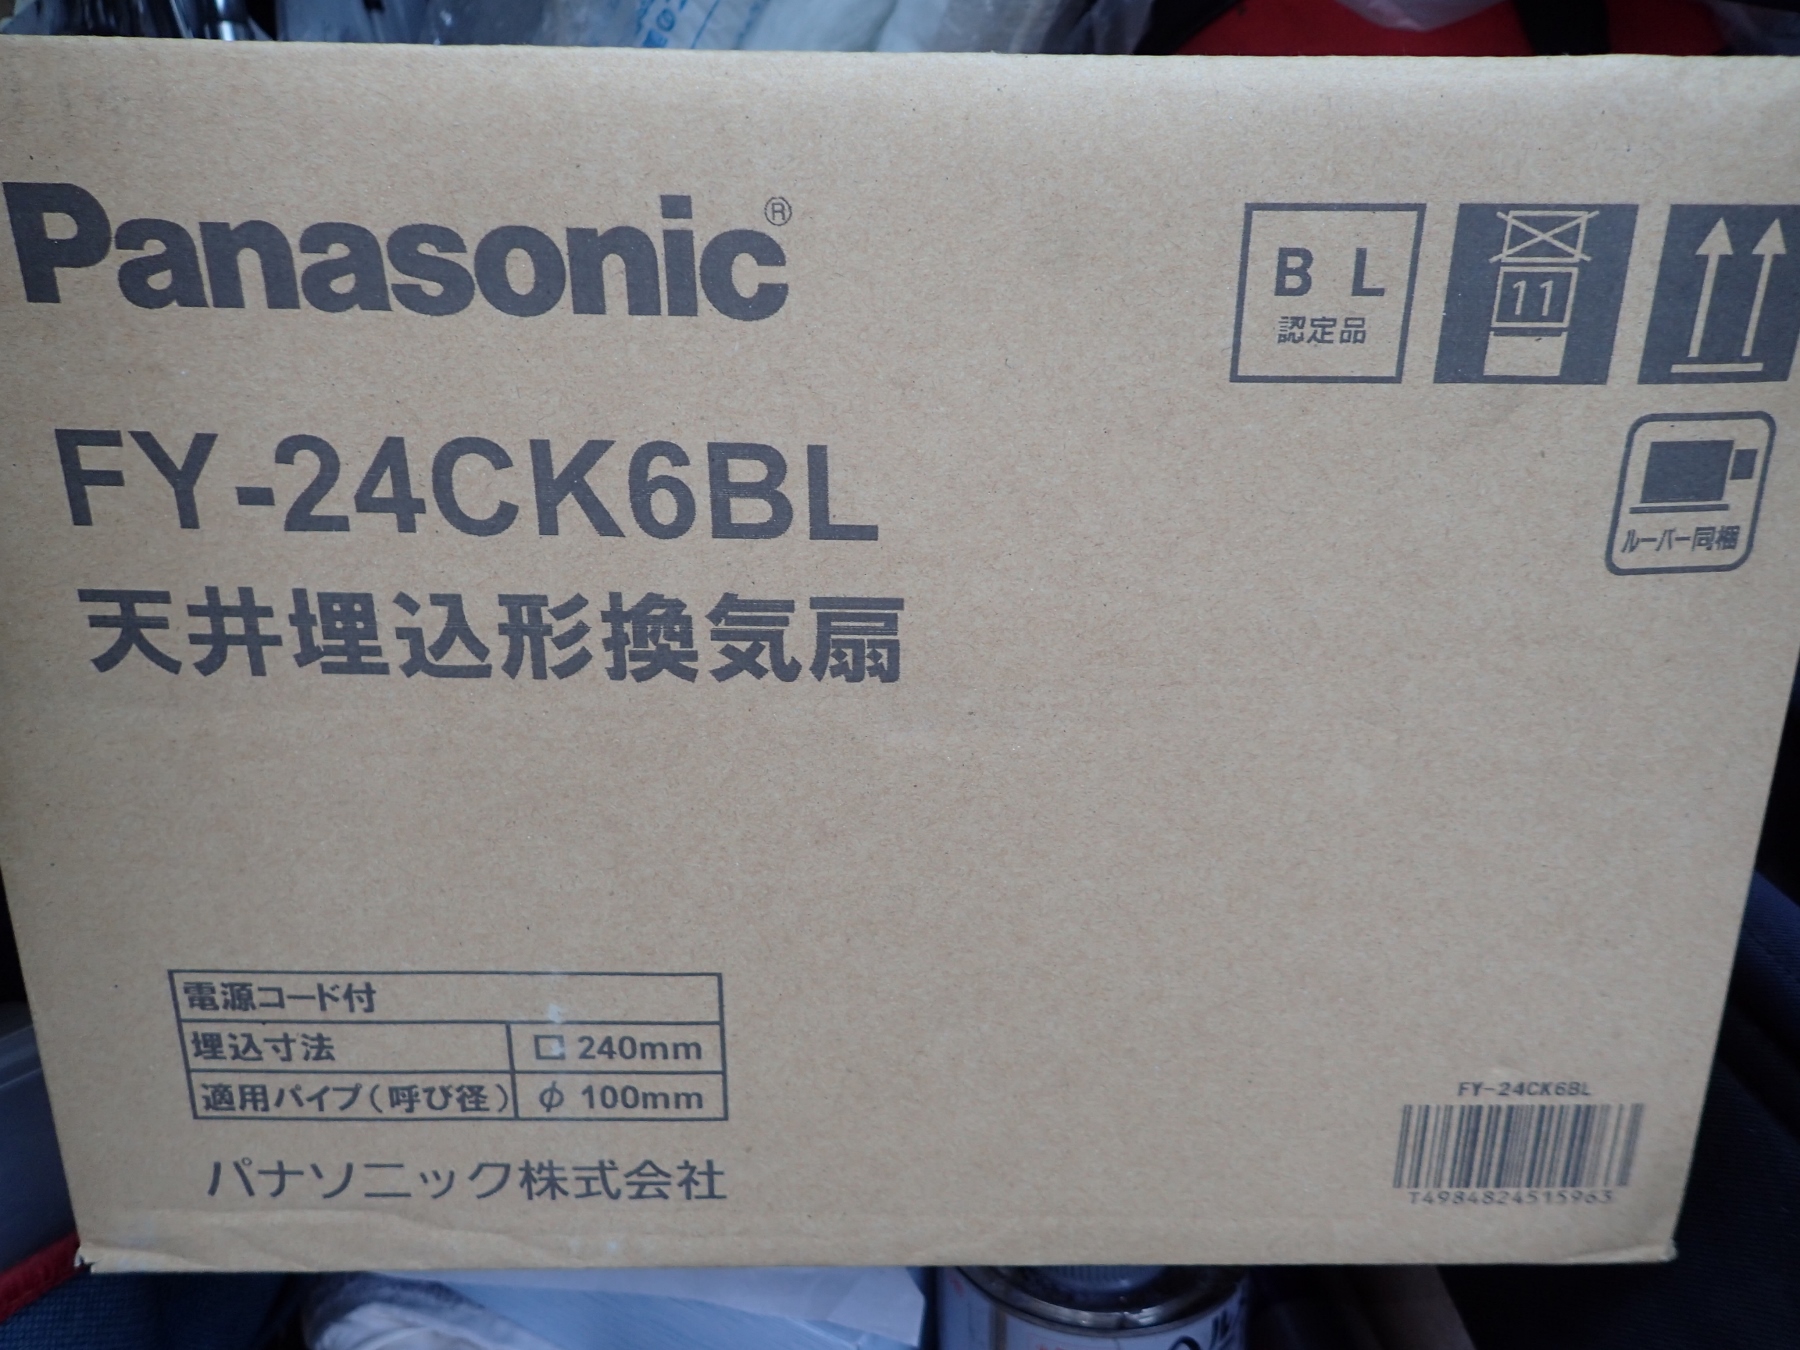 Panasonic®
BL
認定品
11
FY-24CK6BL
ルーバー同梱
天井埋込形換気扇
電源コード付
埋込寸法 □ 240mm
適用パイプ(呼び径) φ 100mm
パナソニック株式会社
FY-24CK6BL
T4984824515963